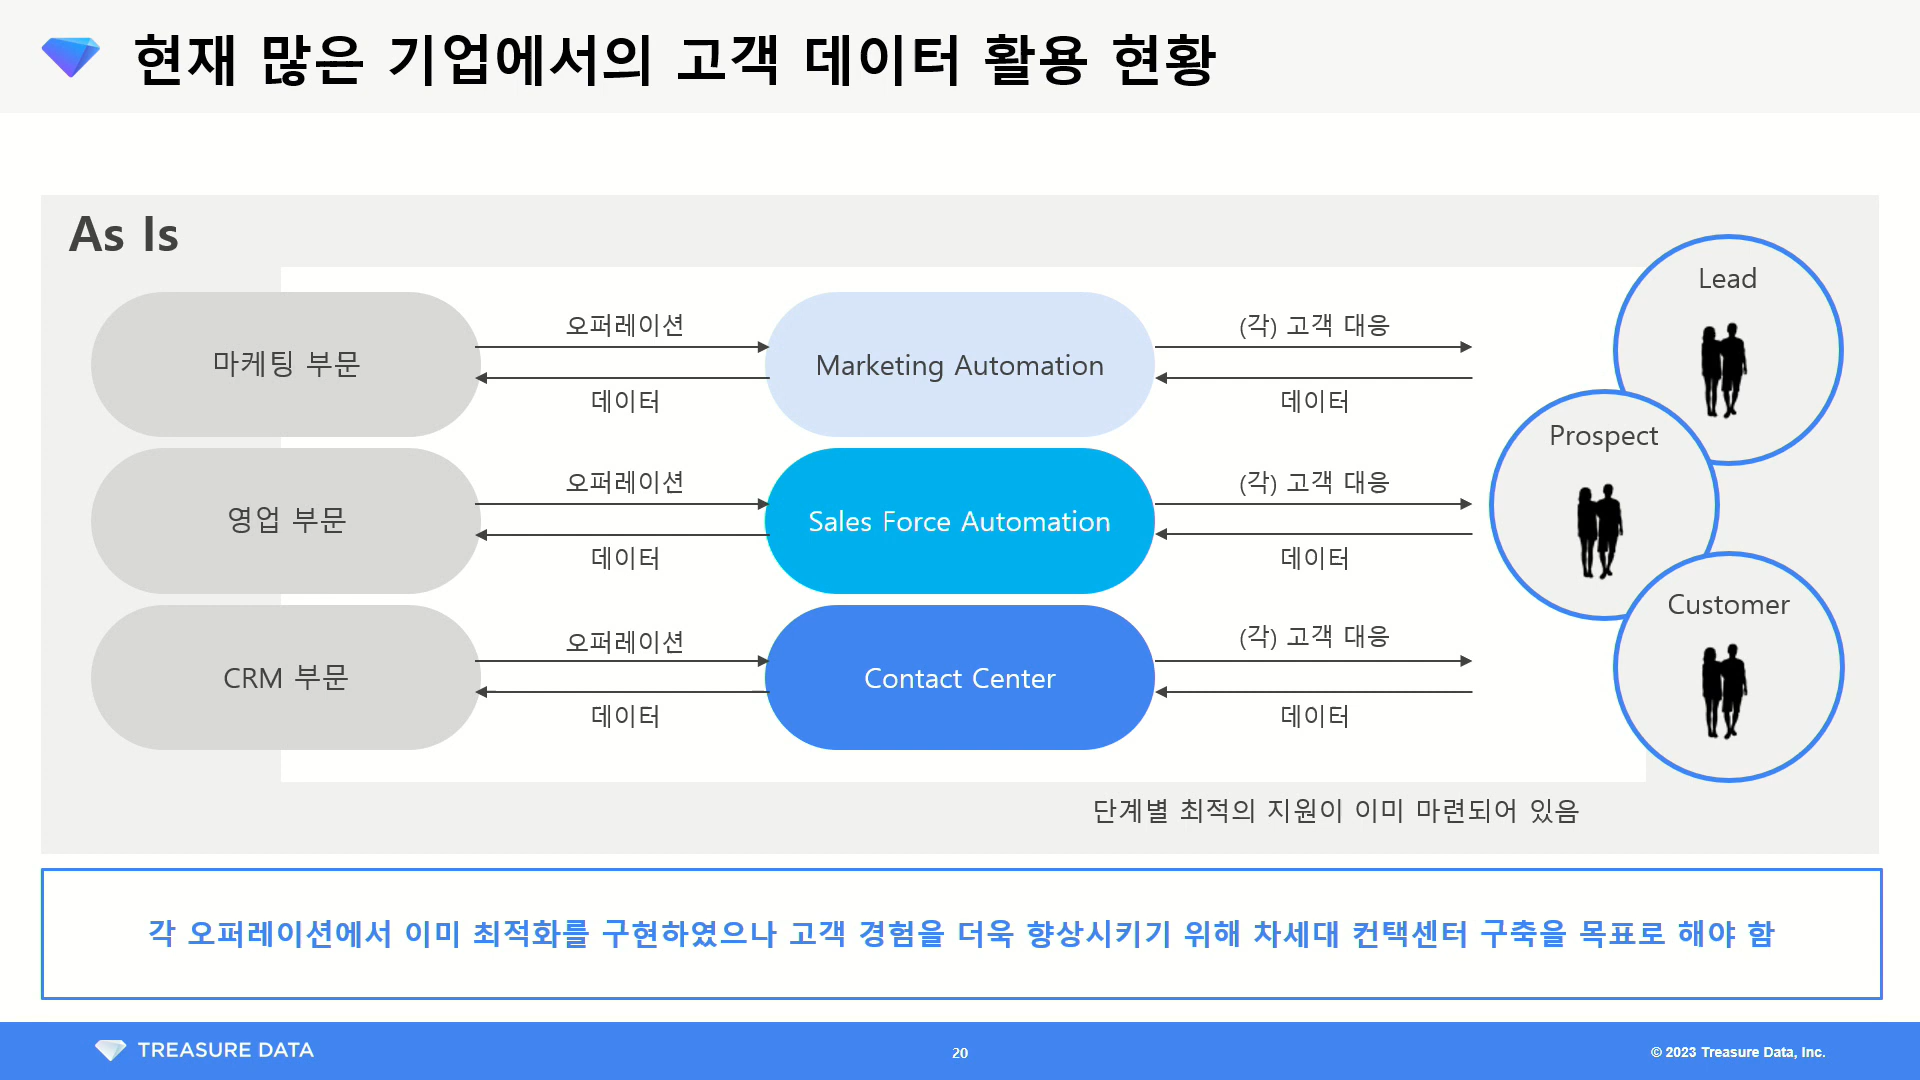 현재 많은 기업에서의 고객 데이터 활용 현황
As Is
마케팅 부문
오퍼레이션
데이터
Marketing Automation
(각) 고객 대응
데이터
Lead
영업 부문
오퍼레이션
데이터
Sales Force Automation
(각) 고객 대응
데이터
Prospect
CRM 부문
오퍼레이션
데이터
Contact Center
(각) 고객 대응
데이터
Customer
단계별 최적의 지원이 이미 마련되어 있음
각 오퍼레이션에서 이미 최적화를 구현하였으나 고객 경험을 더욱 향상시키기 위해 차세대 컨택센터 구축을 목표로 해야 함
TREASURE DATA
20
© 2023 Treasure Data, Inc.